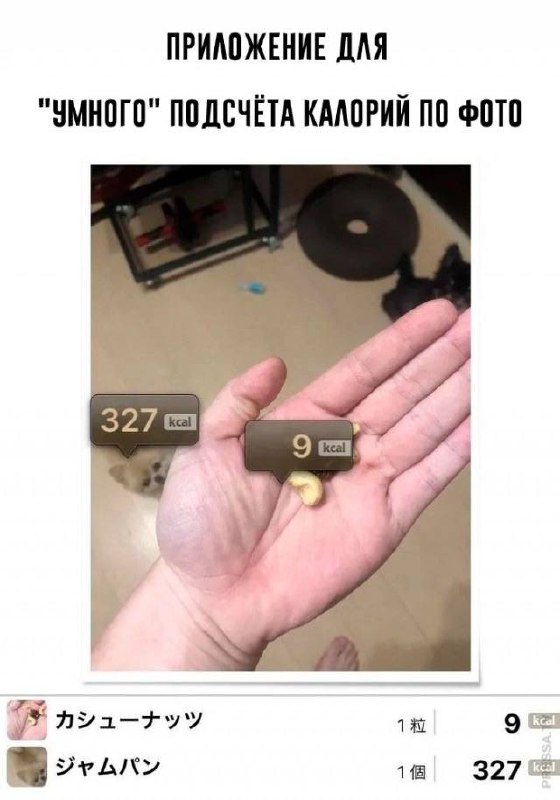 ПРИЛОЖЕНИЕ ДЛЯ
"УМНОГО" ПОДСЧЁТА КАЛОРИЙ ПО ФОТО
327 kcal
9 kcal
カシューナッツ 1粒 9 kcal
ジャムパン 1個 327 kcal